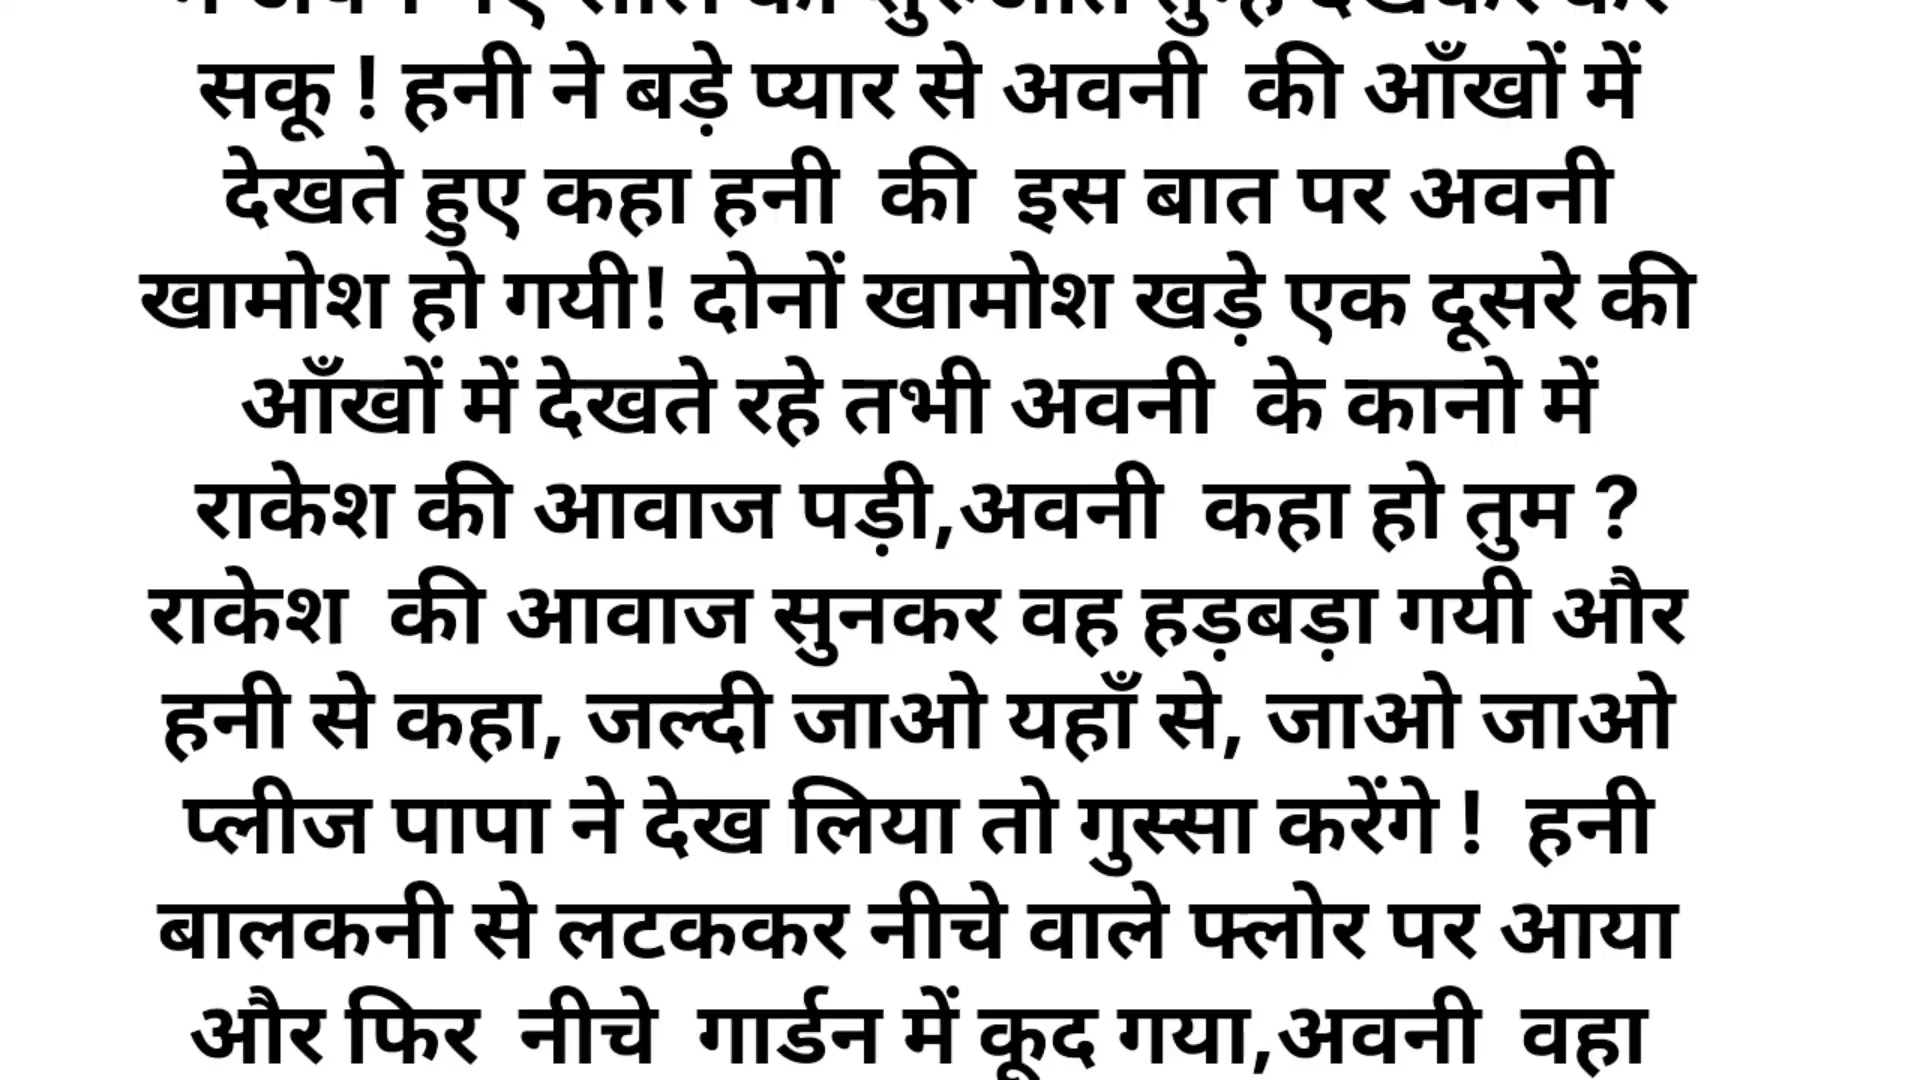 सकू ! हनी ने बड़े प्यार से अवनी की आँखों में
देखते हुए कहा हनी की इस बात पर अवनी
खामोश हो गयी! दोनों खामोश खड़े एक दूसरे की
आँखों में देखते रहे तभी अवनी के कानो में
राकेश की आवाज पड़ी,अवनी कहा हो तुम ?
राकेश की आवाज सुनकर वह हड़बड़ा गयी और
हनी से कहा, जल्दी जाओ यहाँ से, जाओ जाओ
प्लीज पापा ने देख लिया तो गुस्सा करेंगे ! हनी
बालकनी से लटककर नीचे वाले फ्लोर पर आया
और फिर नीचे गार्डन में कूद गया,अवनी वहा